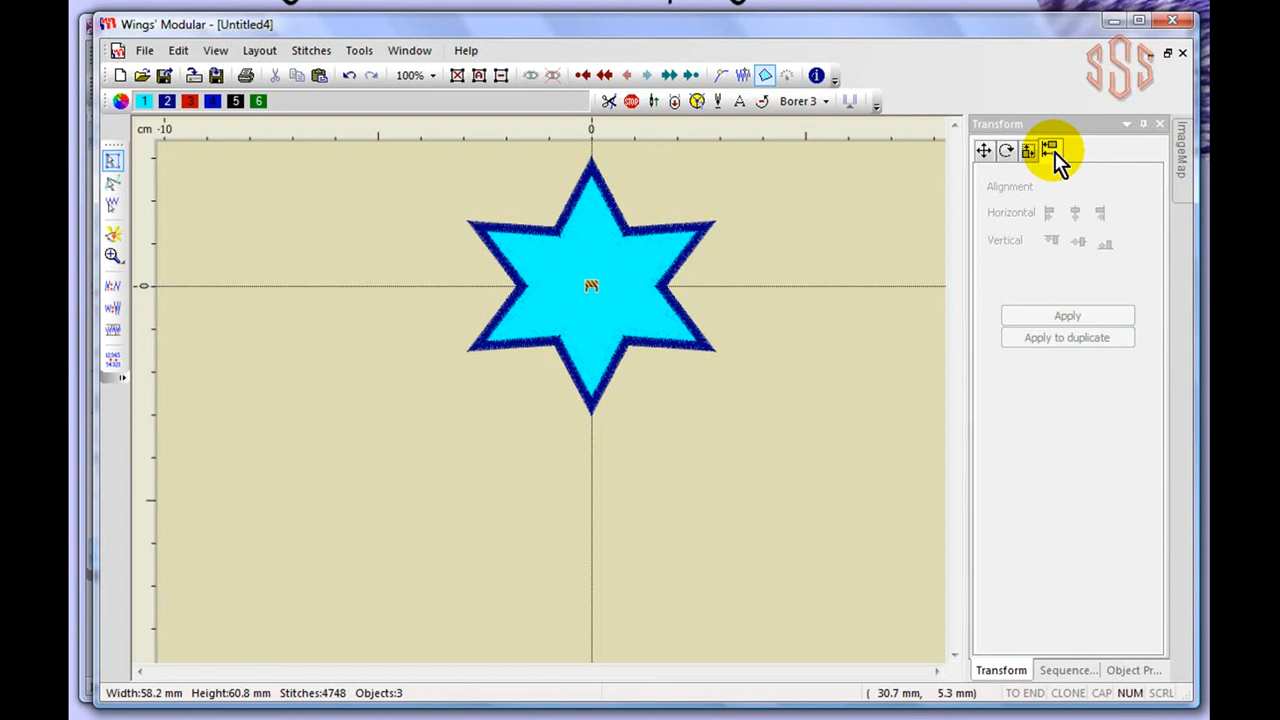 Wings' Modular - [Untitled4]
File Edit View Layout Stitches Tools Window Help
SSS
100%
1 2 3 4 5 6 STOP A Borer 3
cm -10 0
Transform
ImageMap
Alignment
Horizontal
Vertical
0
Apply
Apply to duplicate
Transform Sequence... Object Pr...
Width:58.2 mm Height:60.8 mm Stitches:4748 Objects:3 ( 30.7 mm, 5.3 mm) TO END CLONE CAP NUM SCRL